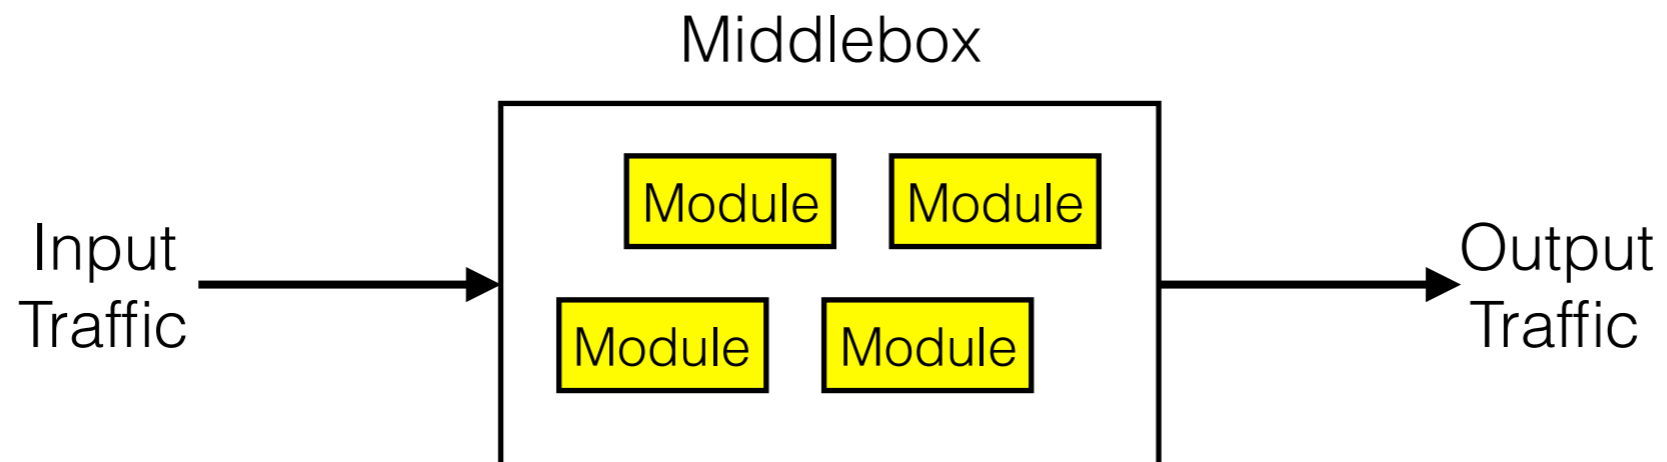 Middlebox
Module Module
Input
Traffic
Module Module
Output
Traffic